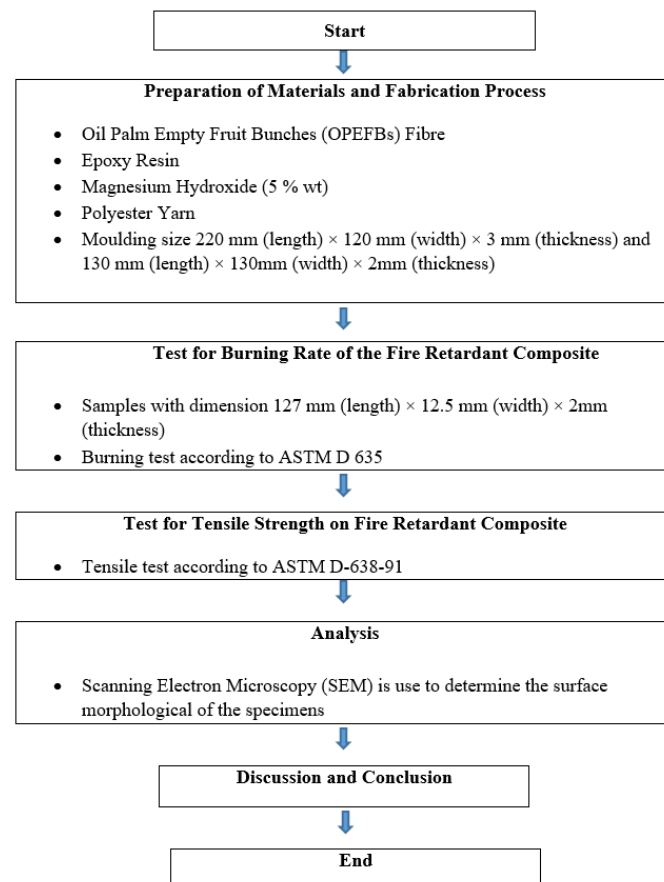 Start
Preparation of Materials and Fabrication Process
• Oil Palm Empty Fruit Bunches (OPEFBs) Fibre
• Epoxy Resin
• Magnesium Hydroxide (5 % wt)
• Polyester Yarn
• Moulding size 220 mm (length) × 120 mm (width) × 3 mm (thickness) and
130 mm (length) × 130mm (width) × 2mm (thickness)
Test for Burning Rate of the Fire Retardant Composite
• Samples with dimension 127 mm (length) × 12.5 mm (width) × 2mm
(thickness)
• Burning test according to ASTM D 635
Test for Tensile Strength on Fire Retardant Composite
• Tensile test according to ASTM D-638-91
Analysis
• Scanning Electron Microscopy (SEM) is use to determine the surface
morphological of the specimens
Discussion and Conclusion
End